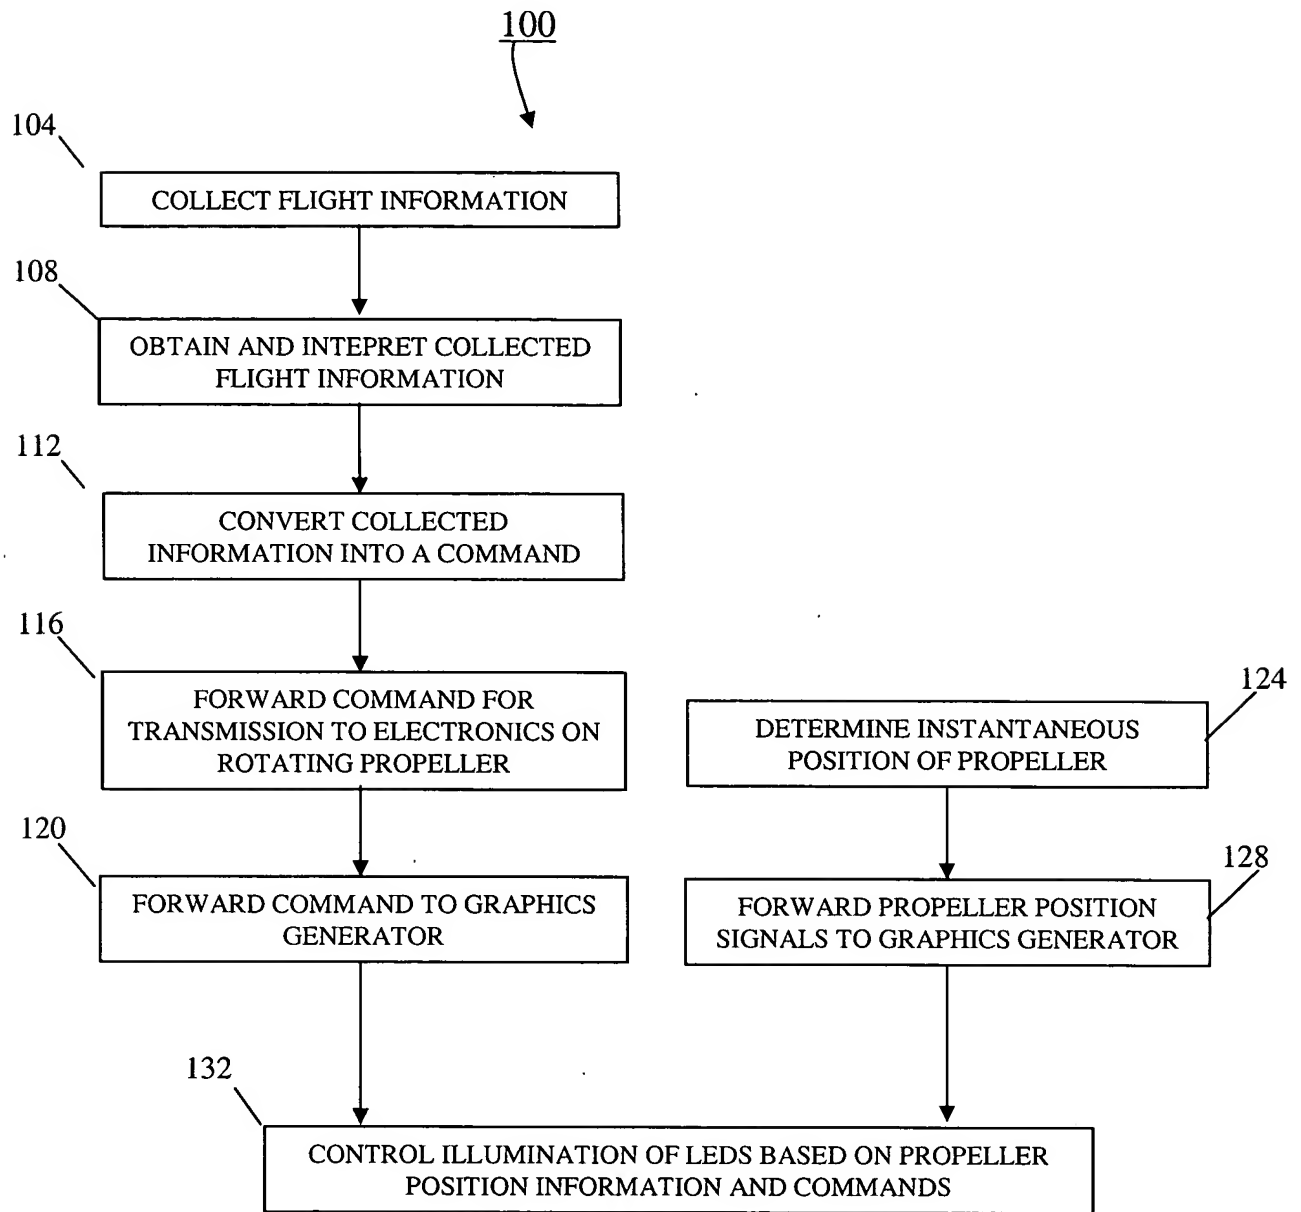 100
104
COLLECT FLIGHT INFORMATION
108
OBTAIN AND INTEPRET COLLECTED
FLIGHT INFORMATION
112
CONVERT COLLECTED
INFORMATION INTO A COMMAND
116
FORWARD COMMAND FOR
TRANSMISSION TO ELECTRONICS ON
ROTATING PROPELLER
124
DETERMINE INSTANTANEOUS
POSITION OF PROPELLER
120
FORWARD COMMAND TO GRAPHICS
GENERATOR
128
FORWARD PROPELLER POSITION
SIGNALS TO GRAPHICS GENERATOR
132
CONTROL ILLUMINATION OF LEDS BASED ON PROPELLER
POSITION INFORMATION AND COMMANDS